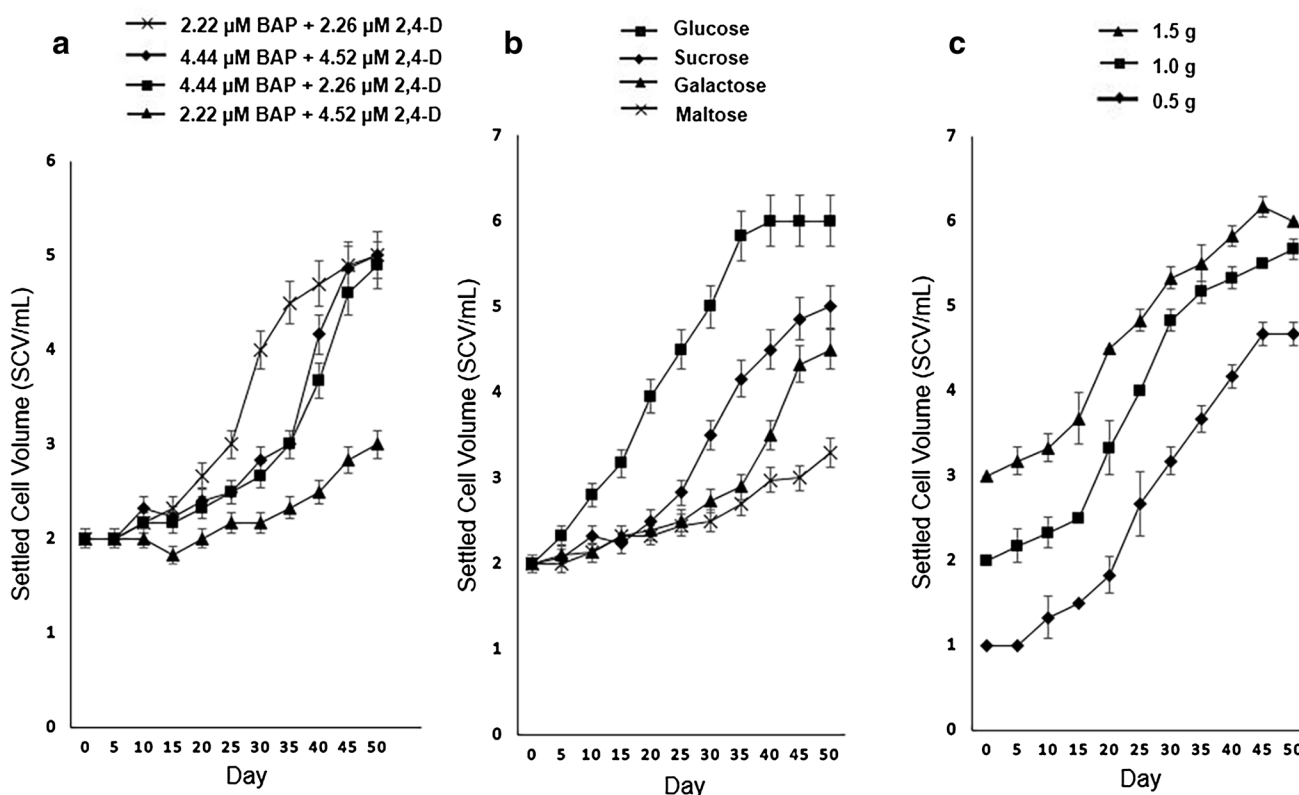 a
2.22 µM BAP + 2.26 µM 2,4-D
4.44 µM BAP + 4.52 µM 2,4-D
4.44 µM BAP + 2.26 µM 2,4-D
2.22 µM BAP + 4.52 µM 2,4-D
Settled Cell Volume (SCV/mL)
6
5
4
3
2
1
0
0 5 10 15 20 25 30 35 40 45 50
Day
b
Glucose
Sucrose
Galactose
Maltose
Settled Cell Volume (SCV/mL)
7
6
5
4
3
2
1
0
0 5 10 15 20 25 30 35 40 45 50
Day
c
1.5 g
1.0 g
0.5 g
Settled Cell Volume (SCV/mL)
7
6
5
4
3
2
1
0
0 5 10 15 20 25 30 35 40 45 50
Day